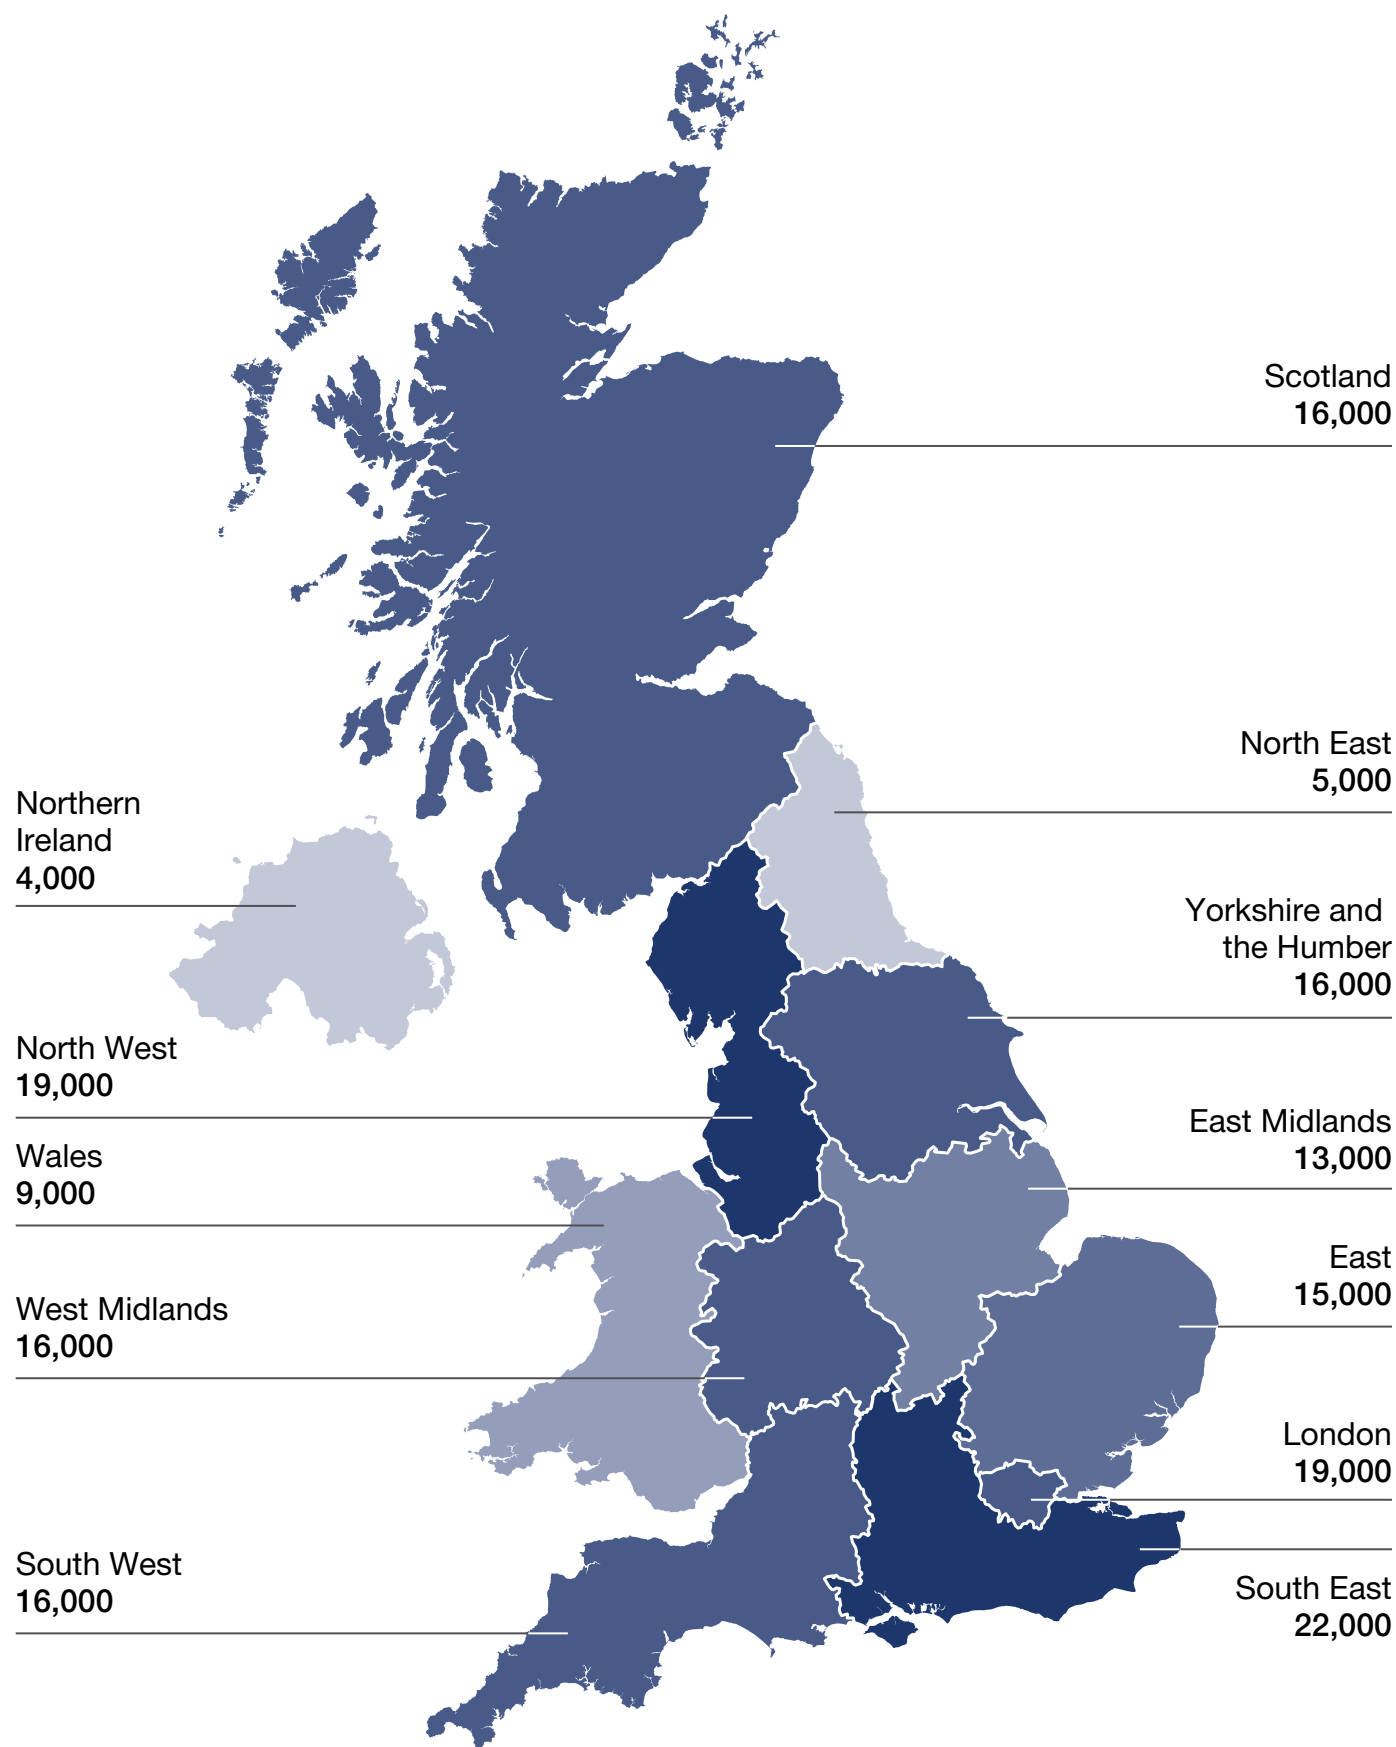 Scotland
16,000
North East
5,000
Northern
Ireland
4,000
Yorkshire and
the Humber
16,000
North West
19,000
East Midlands
13,000
Wales
9,000
East
15,000
West Midlands
16,000
London
19,000
South West
16,000
South East
22,000